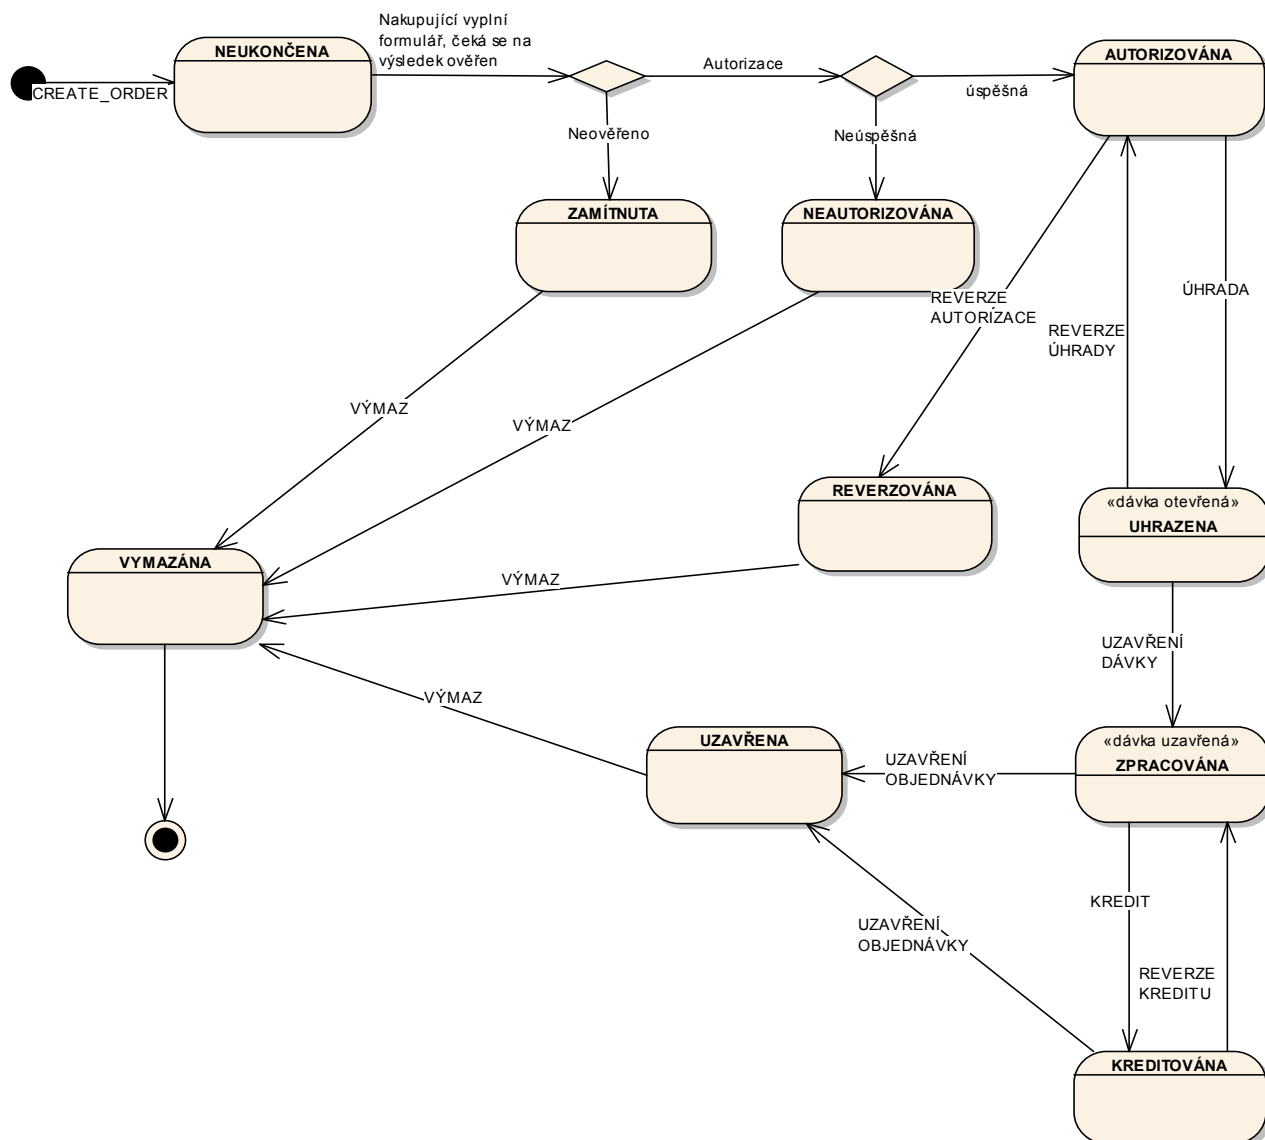 Nakupující vyplní
formulář, čeká se na
výsledek ověřen
NEUKONČENA
CREATE_ORDER
Autorizace
úspěšná
AUTORIZOVÁNA
Neověřeno
Neúspěšná
ZAMÍTNUTA
NEAUTORIZOVÁNA
REVERZE
AUTORIZACE
ÚHRADA
REVERZE
ÚHRADY
VÝMAZ
VÝMAZ
REVERZOVÁNA
«dávka otevřená»
UHRAZENA
VYMAZÁNA
VÝMAZ
UZAVŘENÍ
DÁVKY
VÝMAZ
UZAVŘENA
UZAVŘENÍ
OBJEDNÁVKY
«dávka uzavřená»
ZPRACOVÁNA
KREDIT
UZAVŘENÍ
OBJEDNÁVKY
REVERZE
KREDITU
KREDITOVÁNA